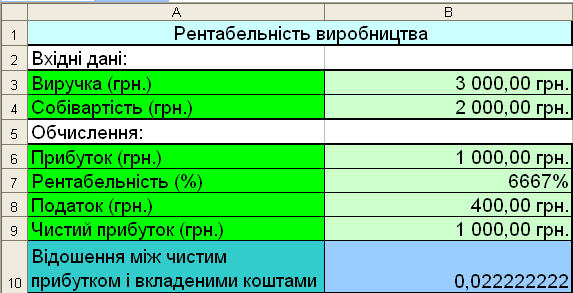 A B
1 Рентабельність виробництва
2 Вхідні дані:
3 Виручка (грн.) 3 000,00 грн.
4 Собівартість (грн.) 2 000,00 грн.
5 Обчислення:
6 Прибуток (грн.) 1 000,00 грн.
7 Рентабельність (%) 6667%
8 Податок (грн.) 400,00 грн.
9 Чистий прибуток (грн.) 1 000,00 грн.
Відошення між чистим
10 прибутком і вкладеними коштами 0,022222222